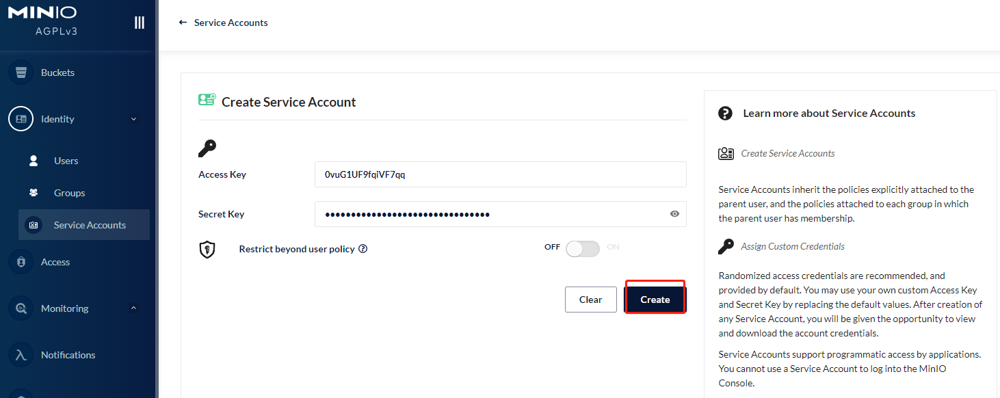 MINIO
AGPLv3
Buckets
Identity
Users
Groups
Service Accounts
Access
Monitoring
Notifications
← Service Accounts
Create Service Account
Access Key
0vuG1UF9fqiVF7qq
Secret Key
••••••••••••••••••••••••••••••••
Restrict beyond user policy
OFF
ON
Clear
Create
Learn more about Service Accounts
Create Service Accounts
Service Accounts inherit the policies explicitly attached to the
parent user, and the policies attached to each group in which
the parent user has membership.
Assign Custom Credentials
Randomized access credentials are recommended, and
provided by default. You may use your own custom Access Key
and Secret Key by replacing the default values. After creation of
any Service Account, you will be given the opportunity to view
and download the account credentials.
Service Accounts support programmatic access by applications.
You cannot use a Service Account to log into the MinIO
Console.